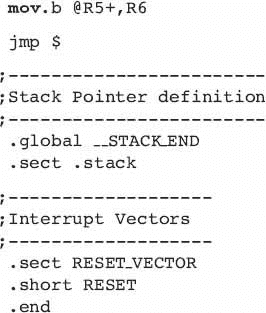 mov.b @R5+,R6
jmp $
;-------------------------
;Stack Pointer definition
;-------------------------
.global __STACK_END
.sect .stack
;-------------------
;Interrupt Vectors
;-------------------
.sect RESET_VECTOR
.short RESET
.end